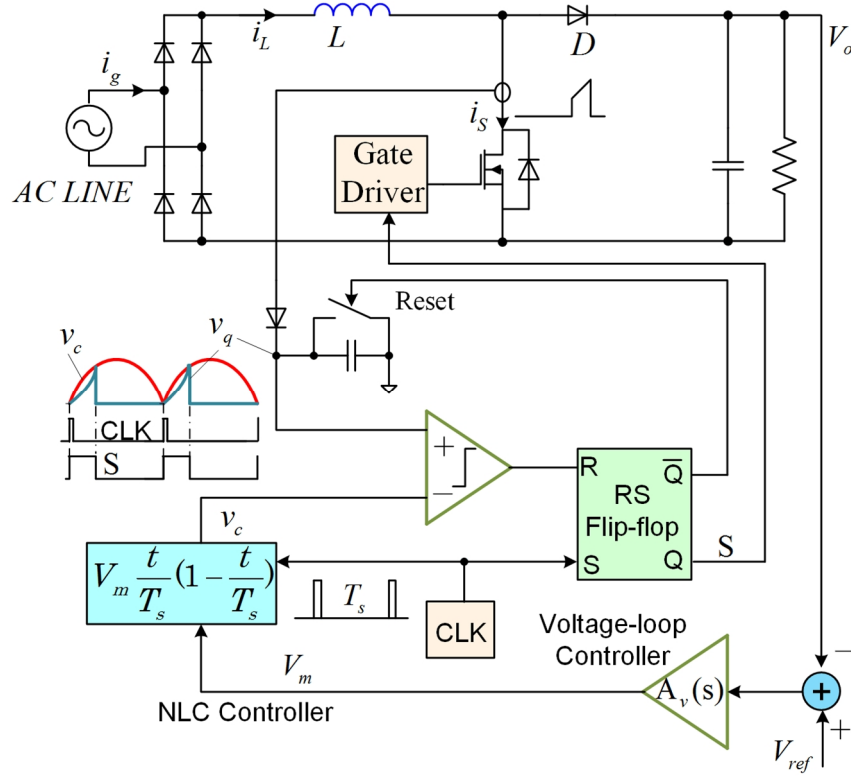 i_L
L
D
V_o
i_g
i_S
Gate
Driver
AC LINE
Reset
v_c
v_q
CLK
S
+
−
R
Q̅
RS
Flip-flop
S
Q
S
v_c
V_m t/T_s (1 − t/T_s)
T_s
CLK
Voltage-loop
Controller
−
V_m
A_v(s)
+
NLC Controller
+
V_ref